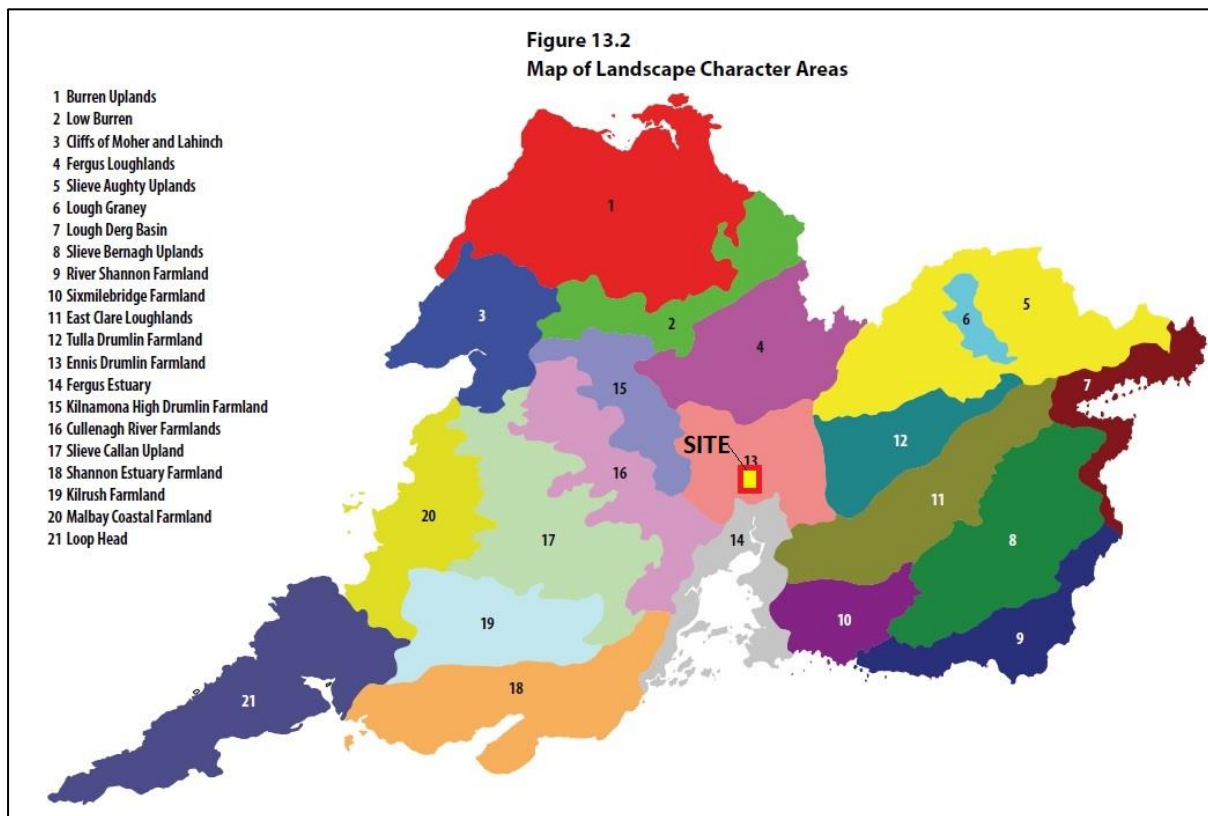 Figure 13.2
Map of Landscape Character Areas
1 Burren Uplands
2 Low Burren
3 Cliffs of Moher and Lahinch
4 Fergus Loughlands
5 Slieve Aughty Uplands
6 Lough Graney
7 Lough Derg Basin
8 Slieve Bernagh Uplands
9 River Shannon Farmland
10 Sixmilebridge Farmland
11 East Clare Loughlands
12 Tulla Drumlin Farmland
13 Ennis Drumlin Farmland
14 Fergus Estuary
15 Kilnamona High Drumlin Farmland
16 Cullenagh River Farmlands
17 Slieve Callan Upland
18 Shannon Estuary Farmland
19 Kilrush Farmland
20 Malbay Coastal Farmland
21 Loop Head
1
5
3
6
2
4
15
7
12
SITE
13
16
11
20
17
14
8
19
10
9
18
21